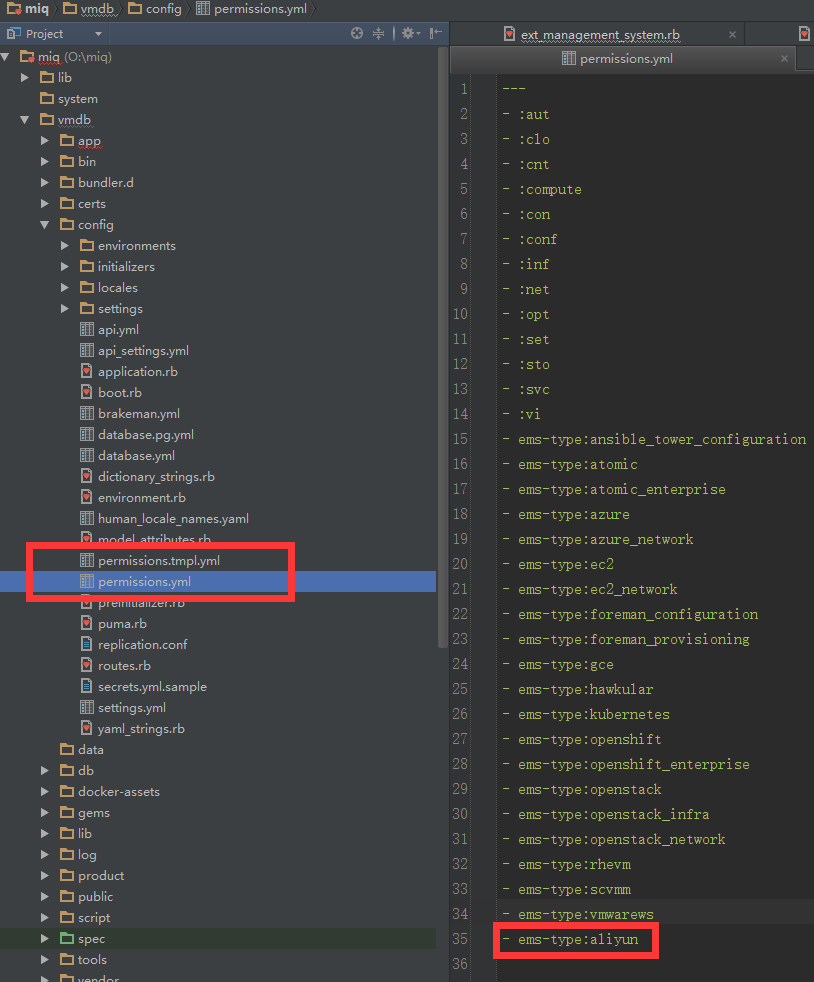 miq vmdb config permissions.yml
Project
miq (O:\miq)
lib
system
vmdb
app
bin
bundler.d
certs
config
environments
initializers
locales
settings
api.yml
api_settings.yml
application.rb
boot.rb
brakeman.yml
database.pg.yml
database.yml
dictionary_strings.rb
environment.rb
human_locale_names.yaml
model_attributes.rb
permissions.tmpl.yml
permissions.yml
preinitializer.rb
puma.rb
replication.conf
routes.rb
secrets.yml.sample
settings.yml
yaml_strings.rb
data
db
docker-assets
gems
lib
log
product
public
script
spec
tools
vendor
ext_management_system.rb
permissions.yml
1 ---
2 - :aut
3 - :clo
4 - :cnt
5 - :compute
6 - :con
7 - :conf
8 - :inf
9 - :net
10 - :opt
11 - :set
12 - :sto
13 - :svc
14 - :vi
15 - ems-type:ansible_tower_configuration
16 - ems-type:atomic
17 - ems-type:atomic_enterprise
18 - ems-type:azure
19 - ems-type:azure_network
20 - ems-type:ec2
21 - ems-type:ec2_network
22 - ems-type:foreman_configuration
23 - ems-type:foreman_provisioning
24 - ems-type:gce
25 - ems-type:hawkular
26 - ems-type:kubernetes
27 - ems-type:openshift
28 - ems-type:openshift_enterprise
29 - ems-type:openstack
30 - ems-type:openstack_infra
31 - ems-type:openstack_network
32 - ems-type:rhevm
33 - ems-type:scvmm
34 - ems-type:vmwarews
35 - ems-type:aliyun
36